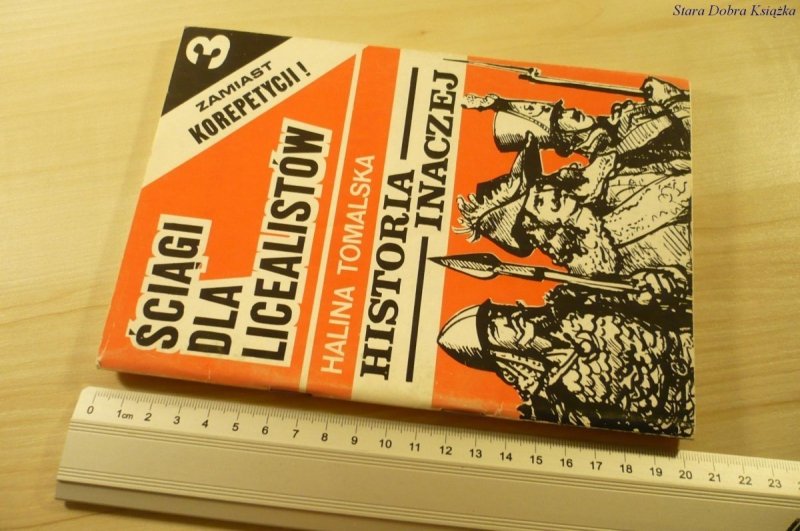 Stara Dobra Książka
3
ZAMIAST
KOREPETYCJI!
ŚCIĄGI
DLA
LICEALISTÓW
HALINA TOMALSKA
HISTORIA
INACZEJ
0 1cm 2 3 4 5 6 7 8 9 10 11 12 13 14 15 16 17 18 19 20 21 22 23